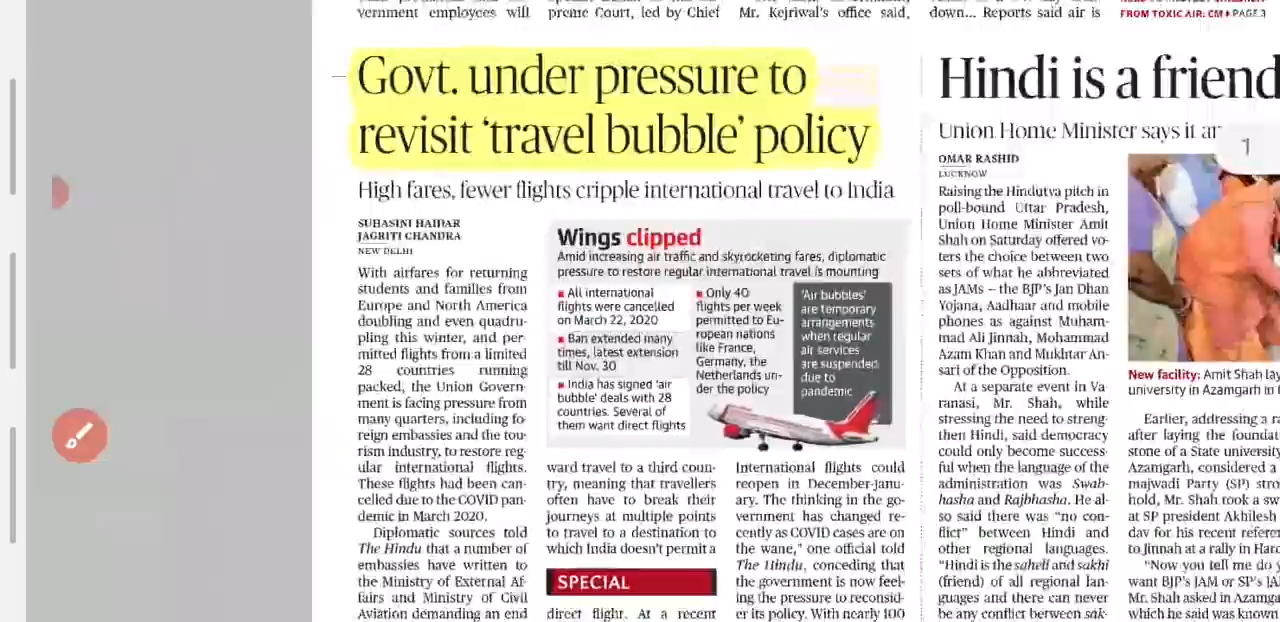 vernment employees will
preme Court, led by Chief
Mr. Kejriwal's office said,
down... Reports said air is
FROM TOXIC AIR: CM • PAGE 3
Govt. under pressure to
revisit 'travel bubble' policy
High fares, fewer flights cripple international travel to India
SUHASINI HAIDAR
JAGRITI CHANDRA
NEW DELHI
With airfares for returning
students and families from
Europe and North America
doubling and even quadru-
pling this winter, and per-
mitted flights from a limited
28 countries running
packed, the Union Govern-
ment is facing pressure from
many quarters, including fo-
reign embassies and the tou-
rism industry, to restore reg-
ular international flights.
These flights had been can-
celled due to the COVID pan-
demic in March 2020.
Diplomatic sources told
The Hindu that a number of
embassies have written to
the Ministry of External Af-
fairs and Ministry of Civil
Aviation demanding an end
Wings clipped
Amid increasing air traffic and skyrocketing fares, diplomatic
pressure to restore regular international travel is mounting
■ All international
flights were cancelled
on March 22, 2020
■ Ban extended many
times, latest extension
till Nov. 30
■ India has signed 'air
bubble' deals with 28
countries. Several of
them want direct flights
■ Only 40
flights per week
permitted to Eu-
ropean nations
like France,
Germany, the
Netherlands un-
der the policy
'Air bubbles'
are temporary
arrangements
when regular
air services
are suspended
due to
pandemic
ward travel to a third coun-
try, meaning that travellers
often have to break their
journeys at multiple points
to travel to a destination to
which India doesn't permit a
SPECIAL
direct flight. At a recent
International flights could
reopen in December-Janu-
ary. The thinking in the go-
vernment has changed re-
cently as COVID cases are on
the wane," one official told
The Hindu, conceding that
the government is now feel-
ing the pressure to reconsid-
er its policy. With nearly 100
Hindi is a friend
Union Home Minister says it
1
OMAR RASHID
LUCKNOW
Raising the Hindutva pitch in
poll-bound Uttar Pradesh,
Union Home Minister Amit
Shah on Saturday offered vo-
ters the choice between two
sets of what he abbreviated
as JAMs – the BJP's Jan Dhan
Yojana, Aadhaar and mobile
phones as against Muham-
mad Ali Jinnah, Mohammad
Azam Khan and Mukhtar An-
sari of the Opposition.
At a separate event in Va-
ranasi, Mr. Shah, while
stressing the need to streng-
then Hindi, said democracy
could only become success-
ful when the language of the
administration was Swab-
hasha and Rajbhasha. He al-
so said there was "no con-
flict" between Hindi and
other regional languages.
"Hindi is the saheli and sakhi
(friend) of all regional lan-
guages and there can never
be any conflict between sak-
New facility: Amit Shah lay
university in Azamgarh in
Earlier, addressing a ra
after laying the foundat
stone of a State university
Azamgarh, considered a
majwadi Party (SP) stro
hold, Mr. Shah took a sw
at SP president Akhilesh
dav for his recent referen
to Jinnah at a rally in Hard
"Now you tell me do y
want BJP's JAM or SP's JA
Mr. Shah asked in Azamga
which he said was known